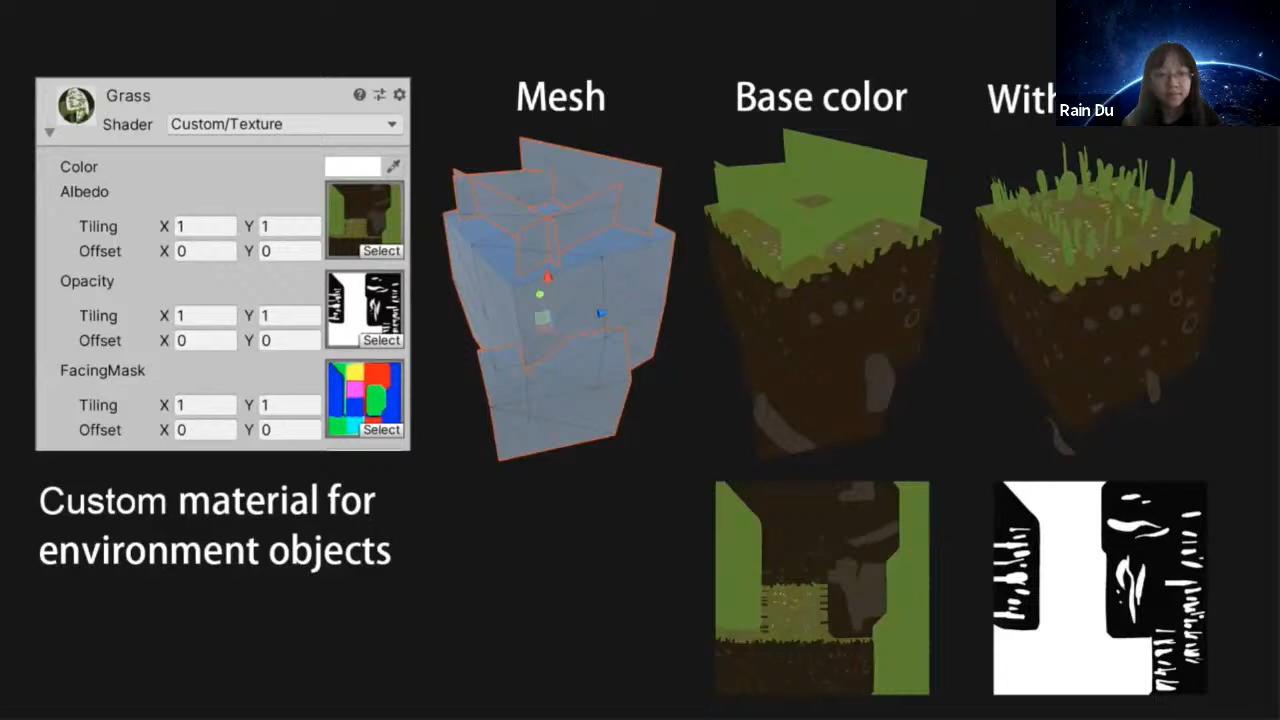 Grass
Shader Custom/Texture
Color
Albedo
Tiling X 1 Y 1
Offset X 0 Y 0
Select
Opacity
Tiling X 1 Y 1
Offset X 0 Y 0
Select
FacingMask
Tiling X 1 Y 1
Offset X 0 Y 0
Select
Custom material for
environment objects
Mesh
Base color
With
Rain Du